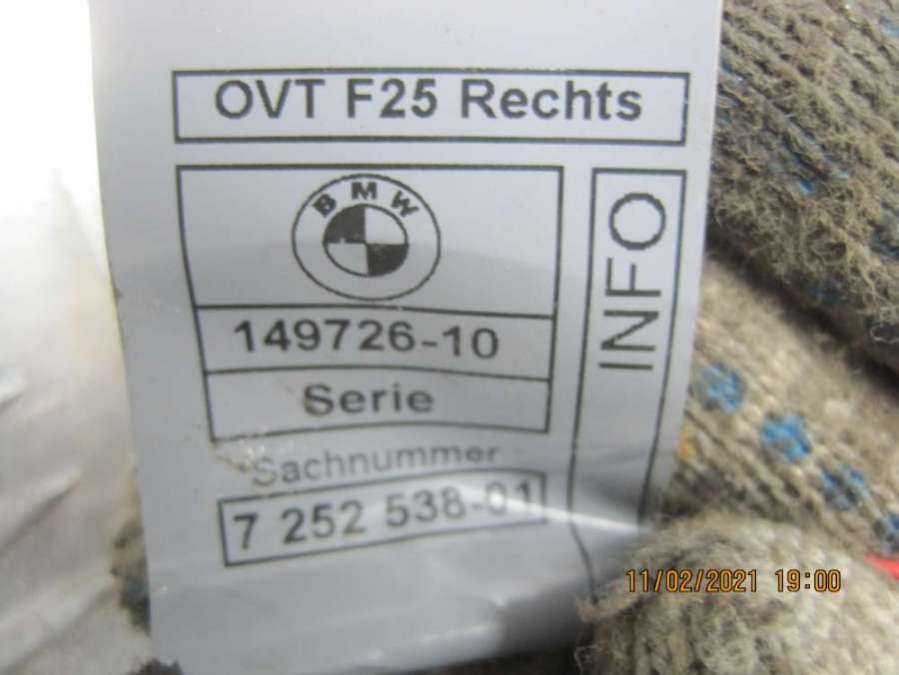 OVT F25 Rechts
BMW
149726-10
Serie
Sachnummer
7 252 538-01
INFO
11/02/2021 19:00